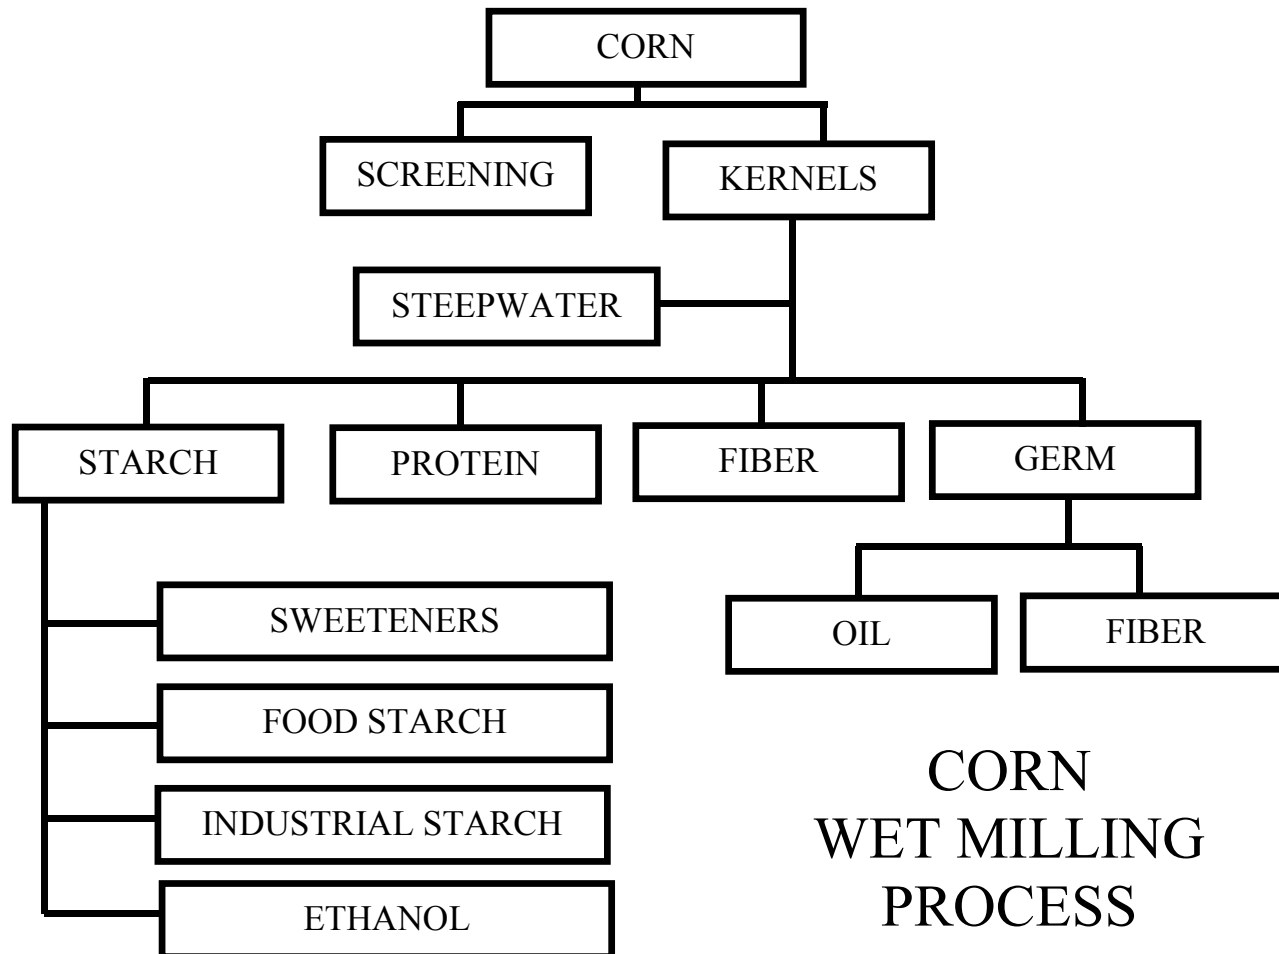 CORN
SCREENING
KERNELS
STEEPWATER
STARCH
PROTEIN
FIBER
GERM
SWEETENERS
FOOD STARCH
INDUSTRIAL STARCH
ETHANOL
OIL
FIBER
CORN
WET MILLING
PROCESS